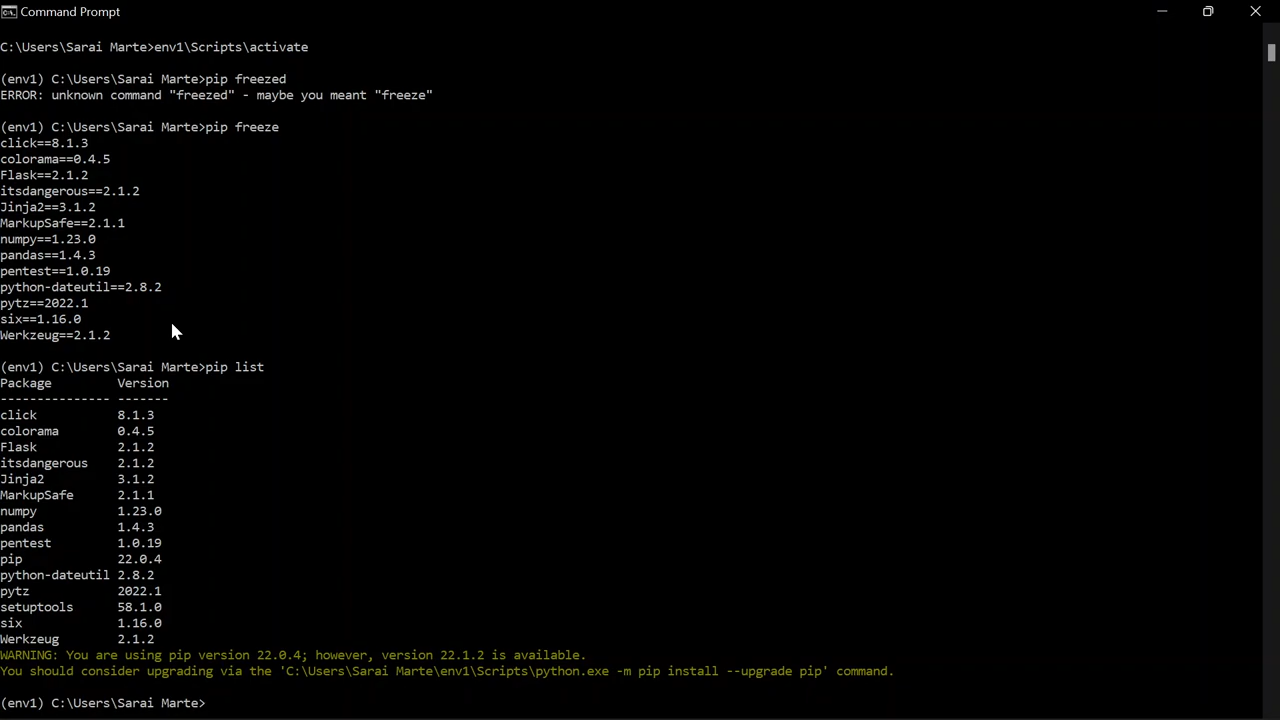 Command Prompt
C:\Users\Sarai Marte>env1\Scripts\activate
(env1) C:\Users\Sarai Marte>pip freezed
ERROR: unknown command "freezed" - maybe you meant "freeze"
(env1) C:\Users\Sarai Marte>pip freeze
click==8.1.3
colorama==0.4.5
Flask==2.1.2
itsdangerous==2.1.2
Jinja2==3.1.2
MarkupSafe==2.1.1
numpy==1.23.0
pandas==1.4.3
pentest==1.0.19
python-dateutil==2.8.2
pytz==2022.1
six==1.16.0
Werkzeug==2.1.2
(env1) C:\Users\Sarai Marte>pip list
Package         Version
--------------- -------
click           8.1.3
colorama        0.4.5
Flask           2.1.2
itsdangerous    2.1.2
Jinja2          3.1.2
MarkupSafe      2.1.1
numpy           1.23.0
pandas          1.4.3
pentest         1.0.19
pip             22.0.4
python-dateutil 2.8.2
pytz            2022.1
setuptools      58.1.0
six             1.16.0
Werkzeug        2.1.2
WARNING: You are using pip version 22.0.4; however, version 22.1.2 is available.
You should consider upgrading via the 'C:\Users\Sarai Marte\env1\Scripts\python.exe -m pip install --upgrade pip' command.
(env1) C:\Users\Sarai Marte>